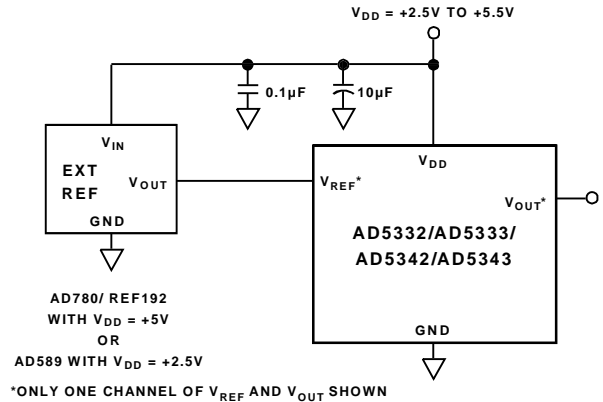 V_DD = +2.5V TO +5.5V
0.1µF
10µF
V_IN
EXT
REF
V_OUT
GND
V_DD
V_REF*
V_OUT*
AD5332/AD5333/
AD5342/AD5343
GND
AD780/ REF192
WITH V_DD = +5V
OR
AD589 WITH V_DD = +2.5V
*ONLY ONE CHANNEL OF V_REF AND V_OUT SHOWN